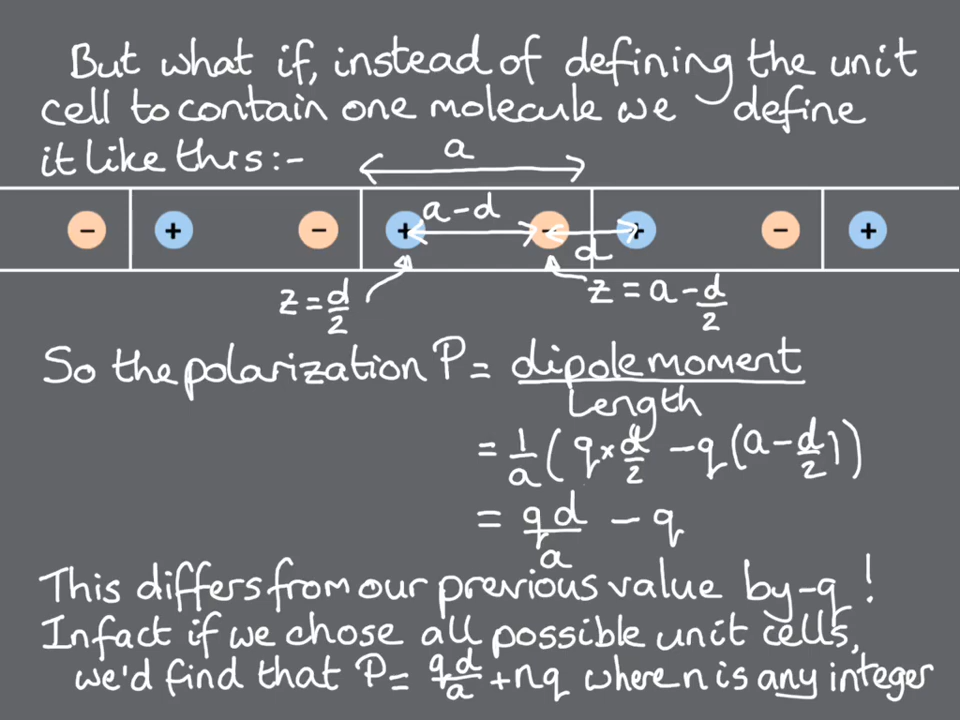 But what if, instead of defining the unit
cell to contain one molecule we define
it like this:-
a
- + - + a-d - + - +
d
z = d/2
z = a - d/2
So the polarization P = dipole moment / Length
= 1/a ( q × d/2 - q (a - d/2) )
= qd/a - q
This differs from our previous value by -q !
In fact if we chose all possible unit cells,
we'd find that P = qd/a + nq where n is any integer